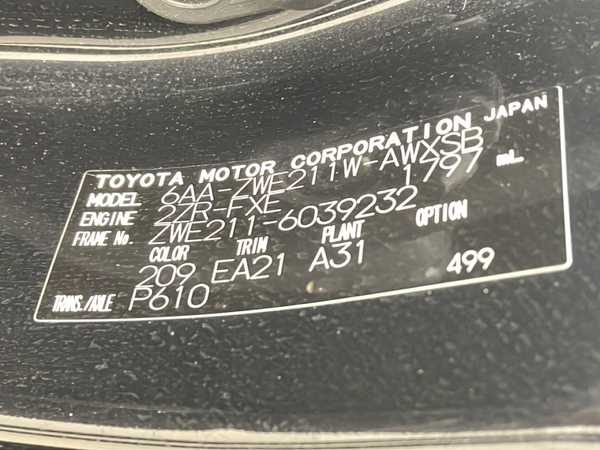 TOYOTA MOTOR CORPORATION JAPAN
MODEL 6AA-ZWE211W-AWXSB
ENGINE 2ZR-FXE 1797 mL
FRAME No. ZWE211-6039232
COLOR TRIM PLANT OPTION
209 EA21 A31 499
TRANS./AXLE P610